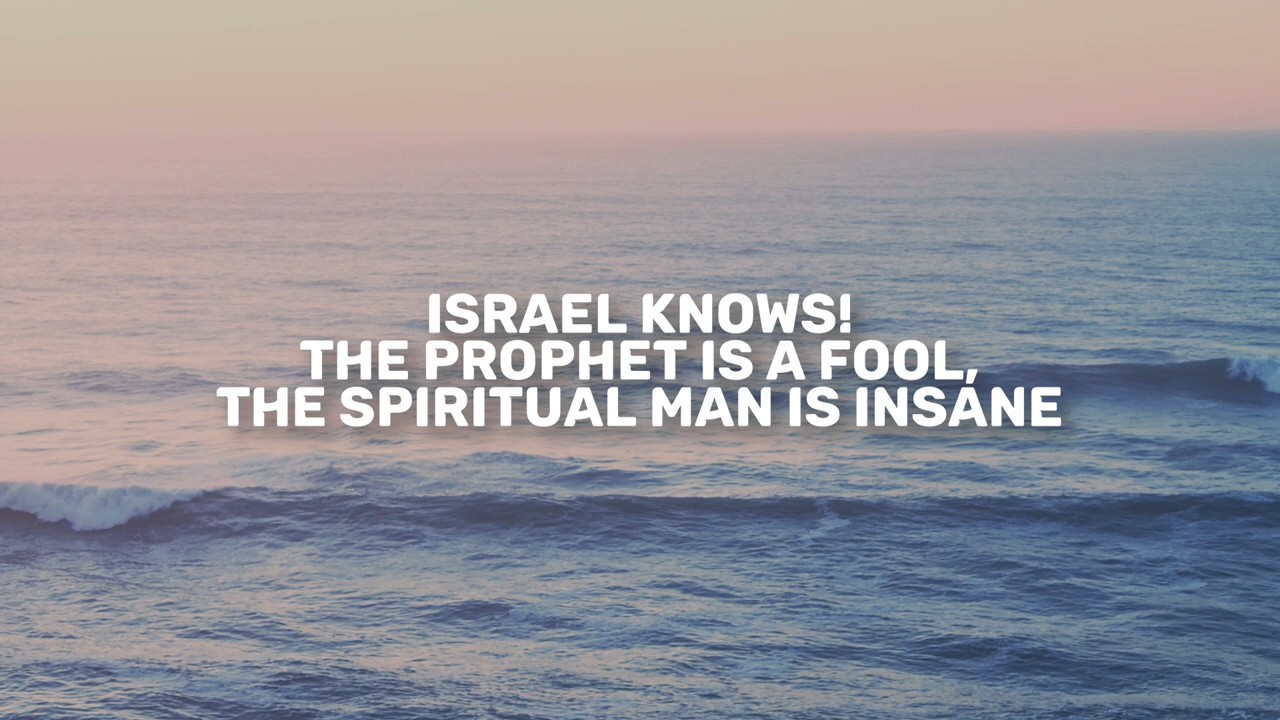 ISRAEL KNOWS!
THE PROPHET IS A FOOL,
THE SPIRITUAL MAN IS INSANE